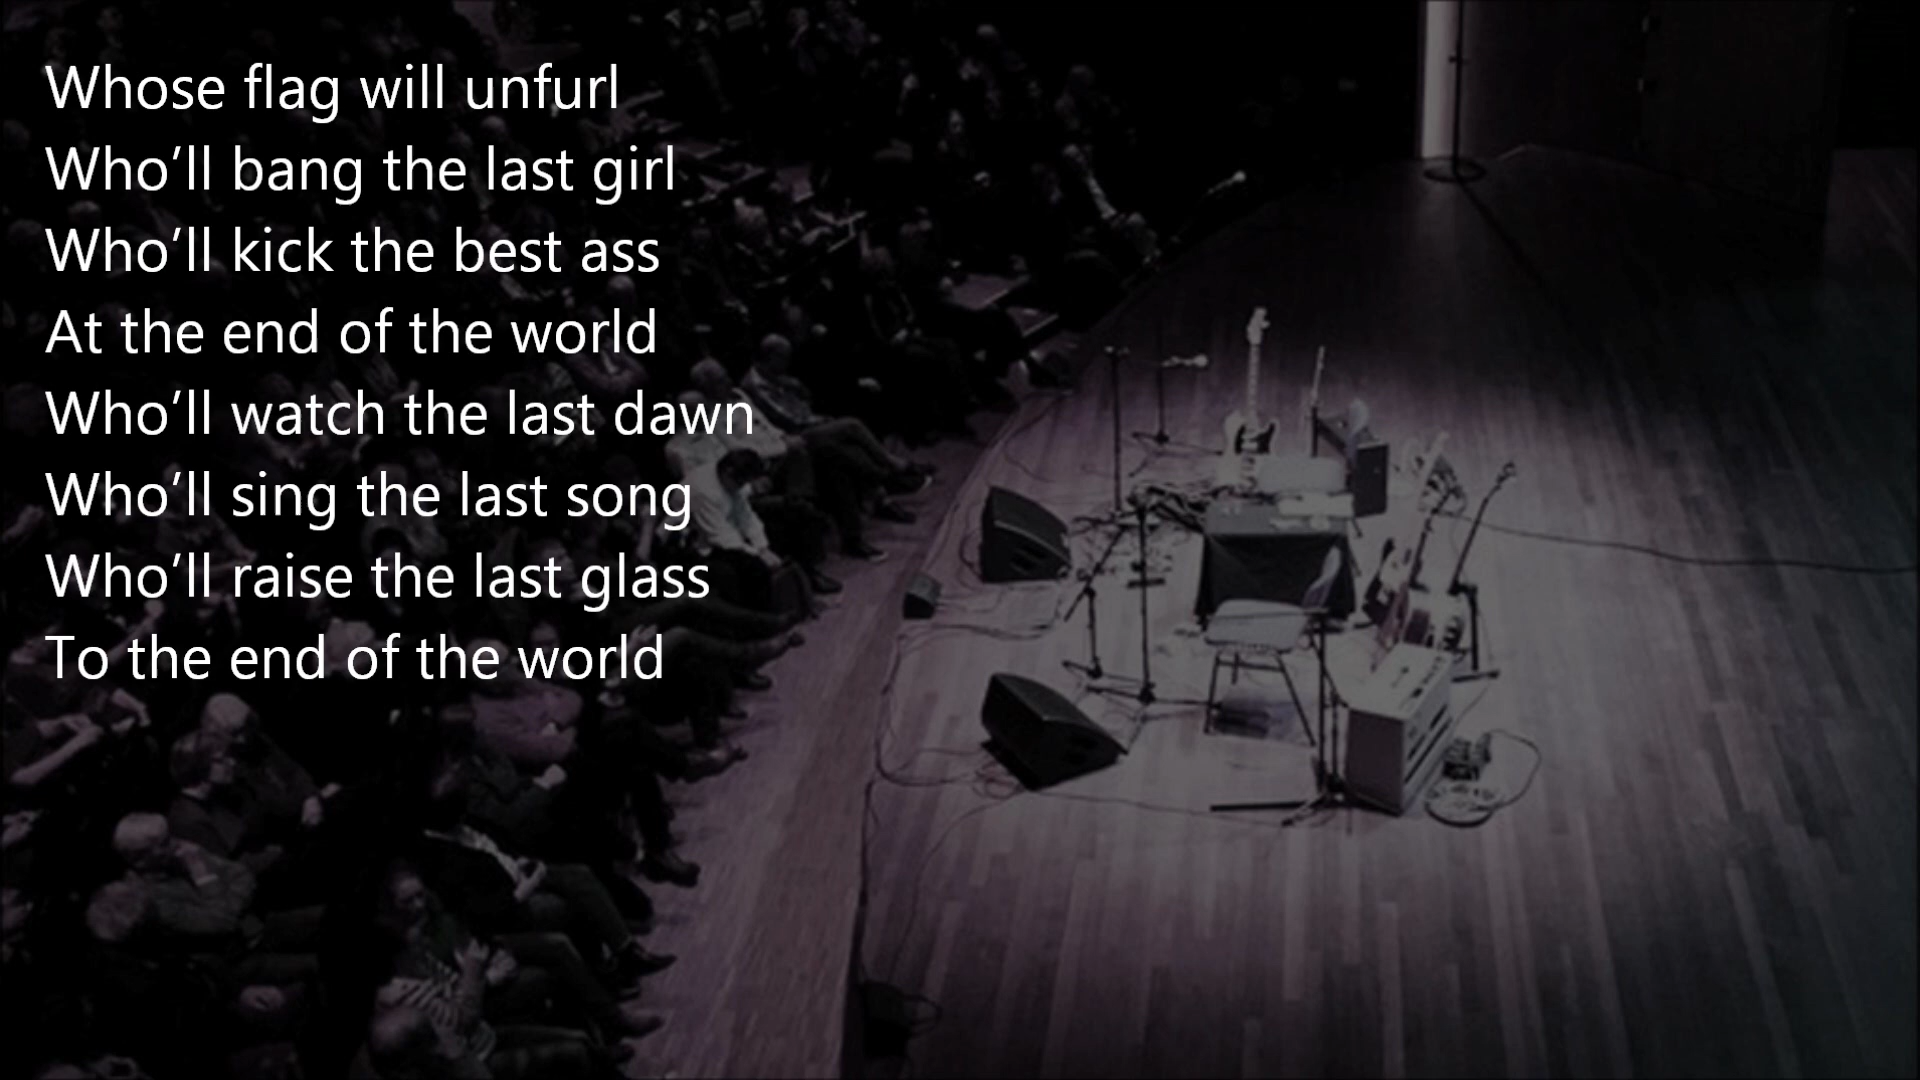 Whose flag will unfurl
Who’ll bang the last girl
Who’ll kick the best ass
At the end of the world
Who’ll watch the last dawn
Who’ll sing the last song
Who’ll raise the last glass
To the end of the world